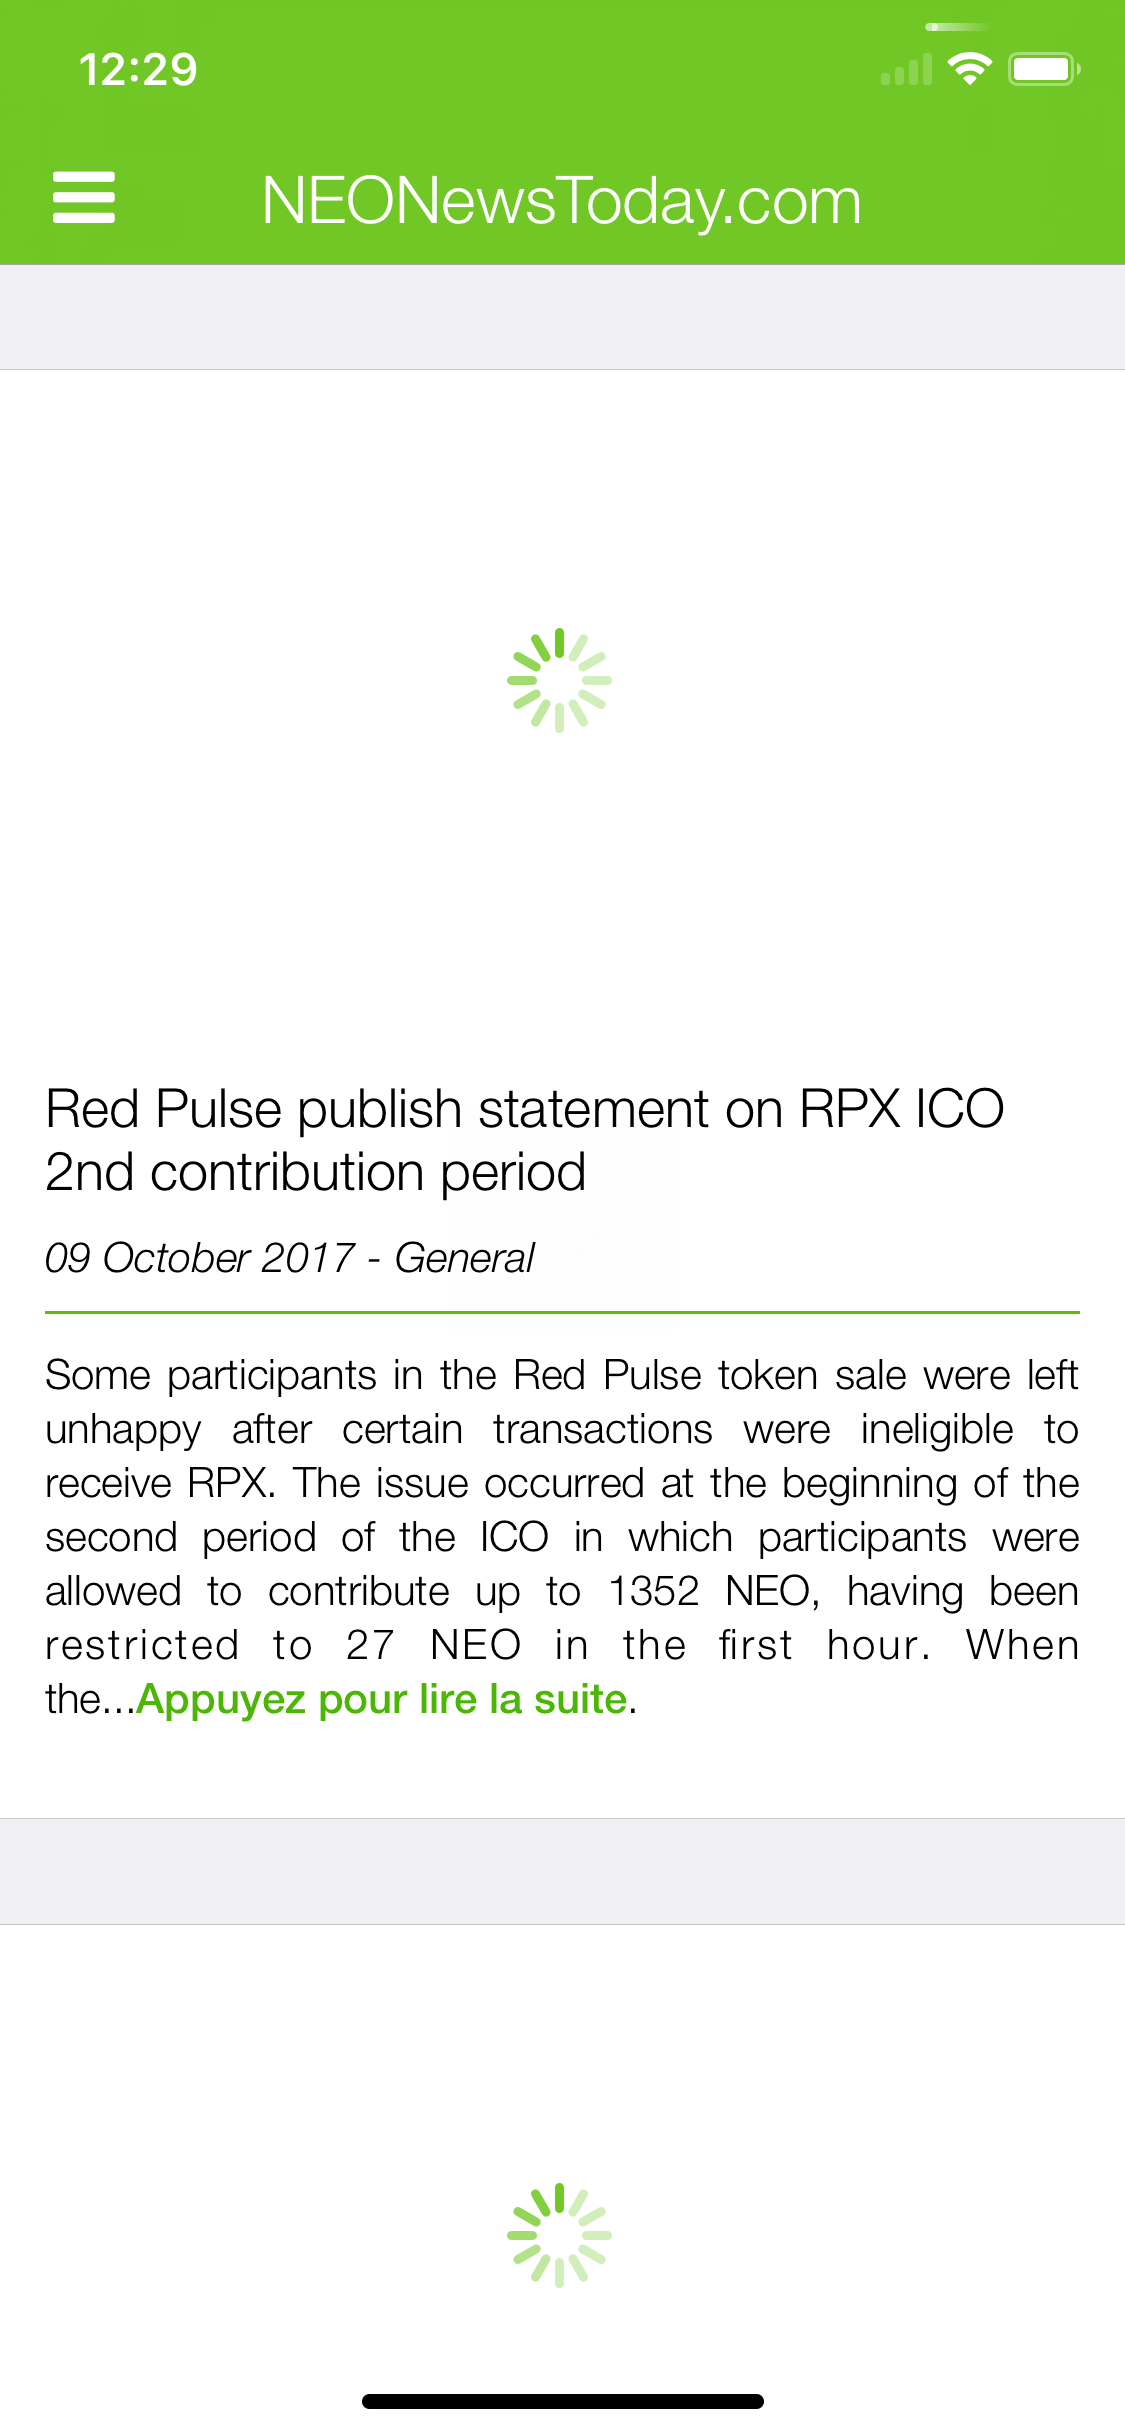 12:29
NEONewsToday.com
Red Pulse publish statement on RPX ICO
2nd contribution period
09 October 2017 - General
Some participants in the Red Pulse token sale were left
unhappy after certain transactions were ineligible to
receive RPX. The issue occurred at the beginning of the
second period of the ICO in which participants were
allowed to contribute up to 1352 NEO, having been
restricted to 27 NEO in the first hour. When
the...Appuyez pour lire la suite.